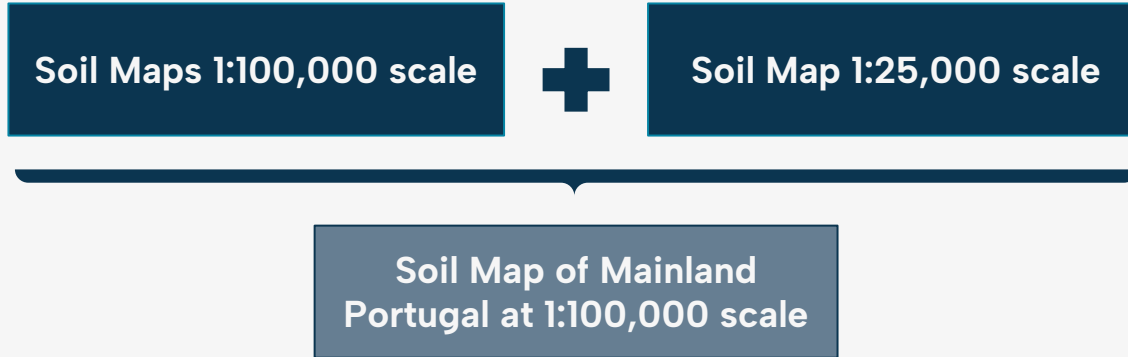 Soil Maps 1:100,000 scale
Soil Map 1:25,000 scale
Soil Map of Mainland
Portugal at 1:100,000 scale